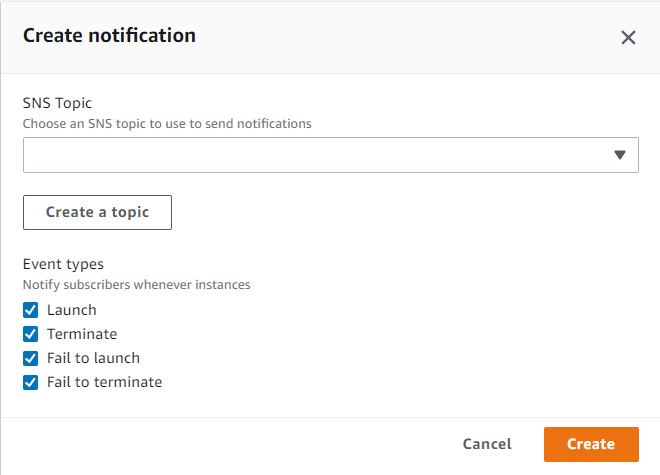 Create notification
SNS Topic
Choose an SNS topic to use to send notifications
Create a topic
Event types
Notify subscribers whenever instances
Launch
Terminate
Fail to launch
Fail to terminate
Cancel
Create